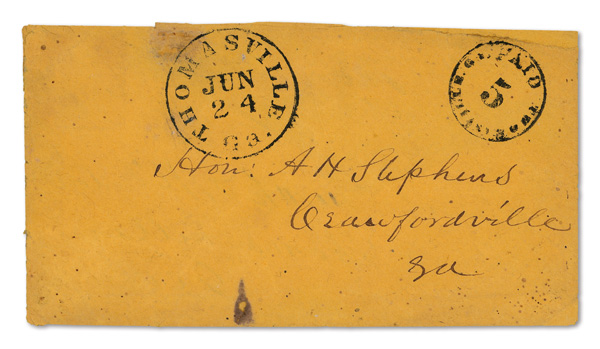 THOMASVILLE
JUN
24
Ga.
PAID
5
Hon: A H Stephens
Crawfordville
Ga